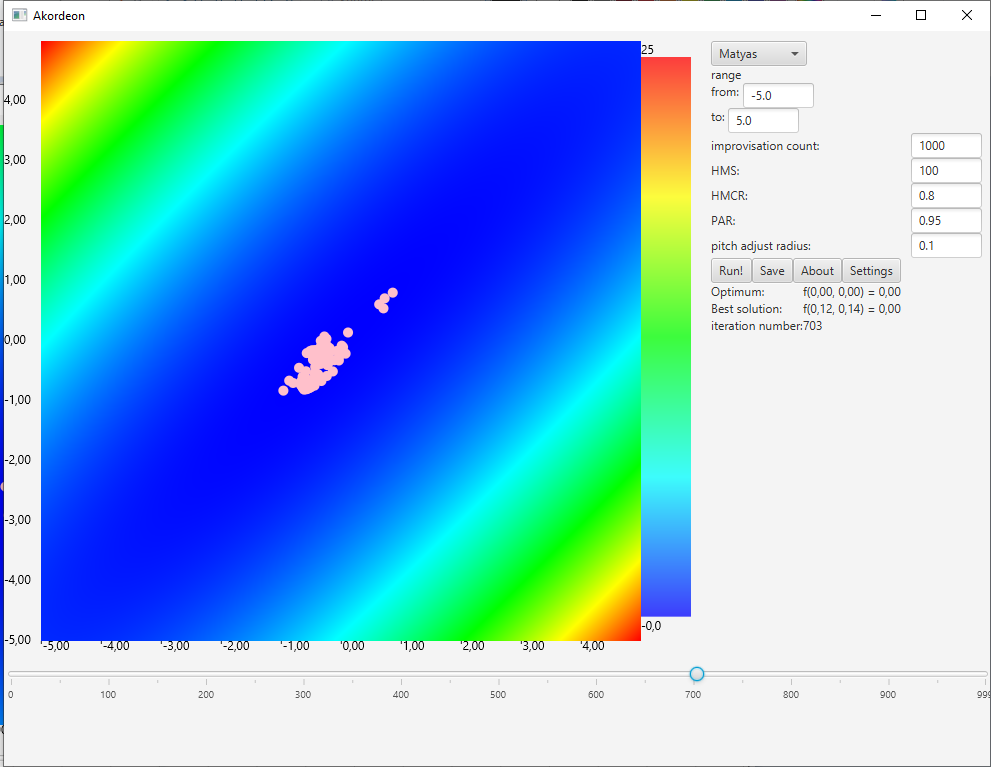 Akordeon
25
4,00
3,00
2,00
1,00
0,00
-1,00
-2,00
-3,00
-4,00
-5,00
-5,00 -4,00 -3,00 -2,00 -1,00 0,00 1,00 2,00 3,00 4,00
-0,0
Matyas
range
from: -5.0
to: 5.0
improvisation count: 1000
HMS: 100
HMCR: 0.8
PAR: 0.95
pitch adjust radius: 0.1
Run! Save About Settings
Optimum: f(0,00, 0,00) = 0,00
Best solution: f(0,12, 0,14) = 0,00
iteration number:703
0 100 200 300 400 500 600 700 800 900 999